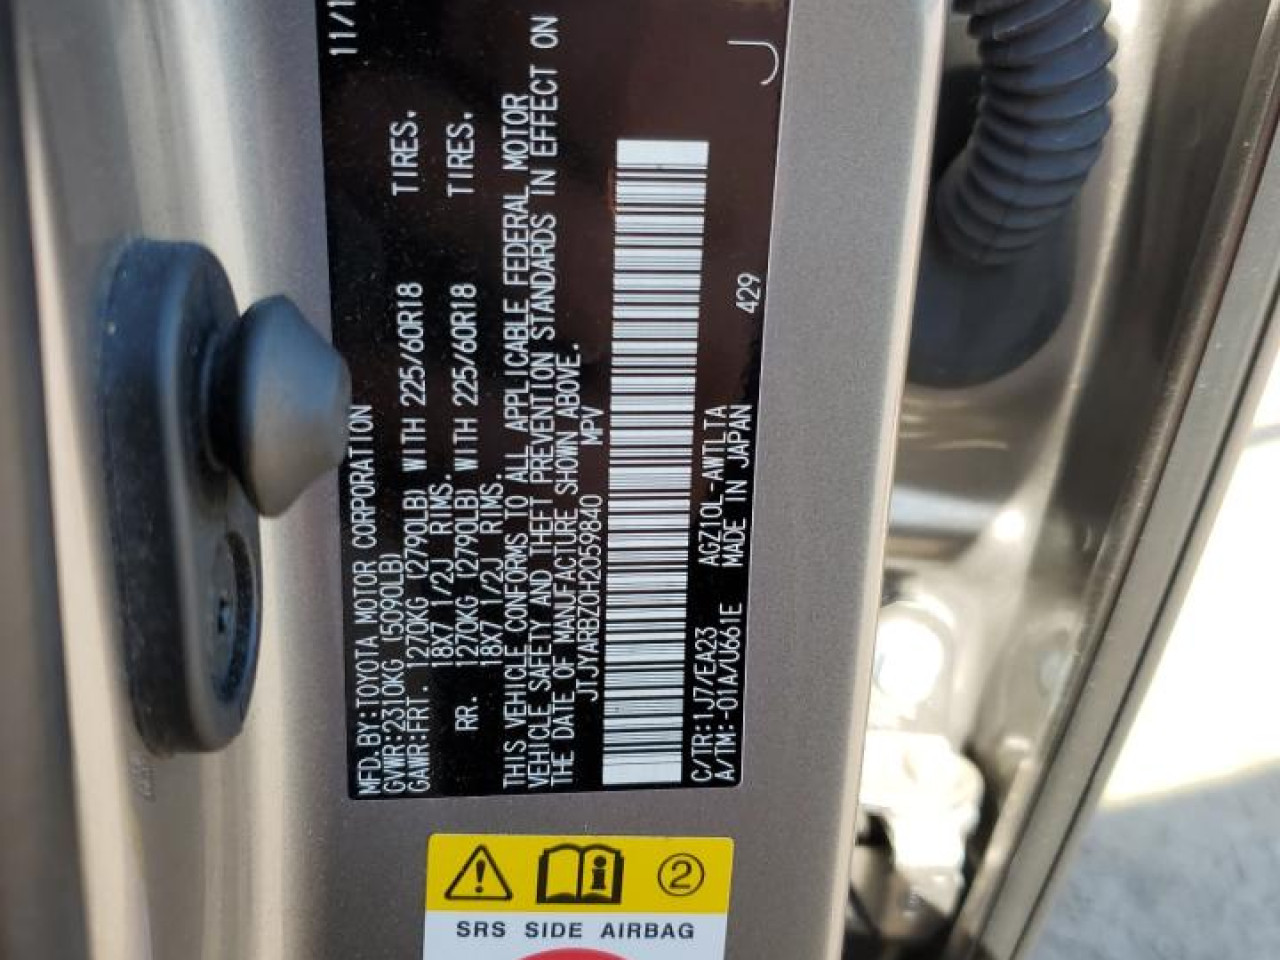 MFD.BY:TOYOTA MOTOR CORPORATION 11/1
GVWR:2310KG (5090LB)
GAWR:FRT. 1270KG (2790LB) WITH 225/60R18 TIRES.
18X7 1/2J RIMS.
RR. 1270KG (2790LB) WITH 225/60R18 TIRES.
18X7 1/2J RIMS.
THIS VEHICLE CONFORMS TO ALL APPLICABLE FEDERAL MOTOR
VEHICLE SAFETY AND THEFT PREVENTION STANDARDS IN EFFECT ON
THE DATE OF MANUFACTURE SHOWN ABOVE.
JTJYARBZ0H2059840 MPV
C/TR:1J7/EA23 AGZ10L-AWTLTA 429
A/TM:-01A/U661E MADE IN JAPAN
J
2
SRS SIDE AIRBAG